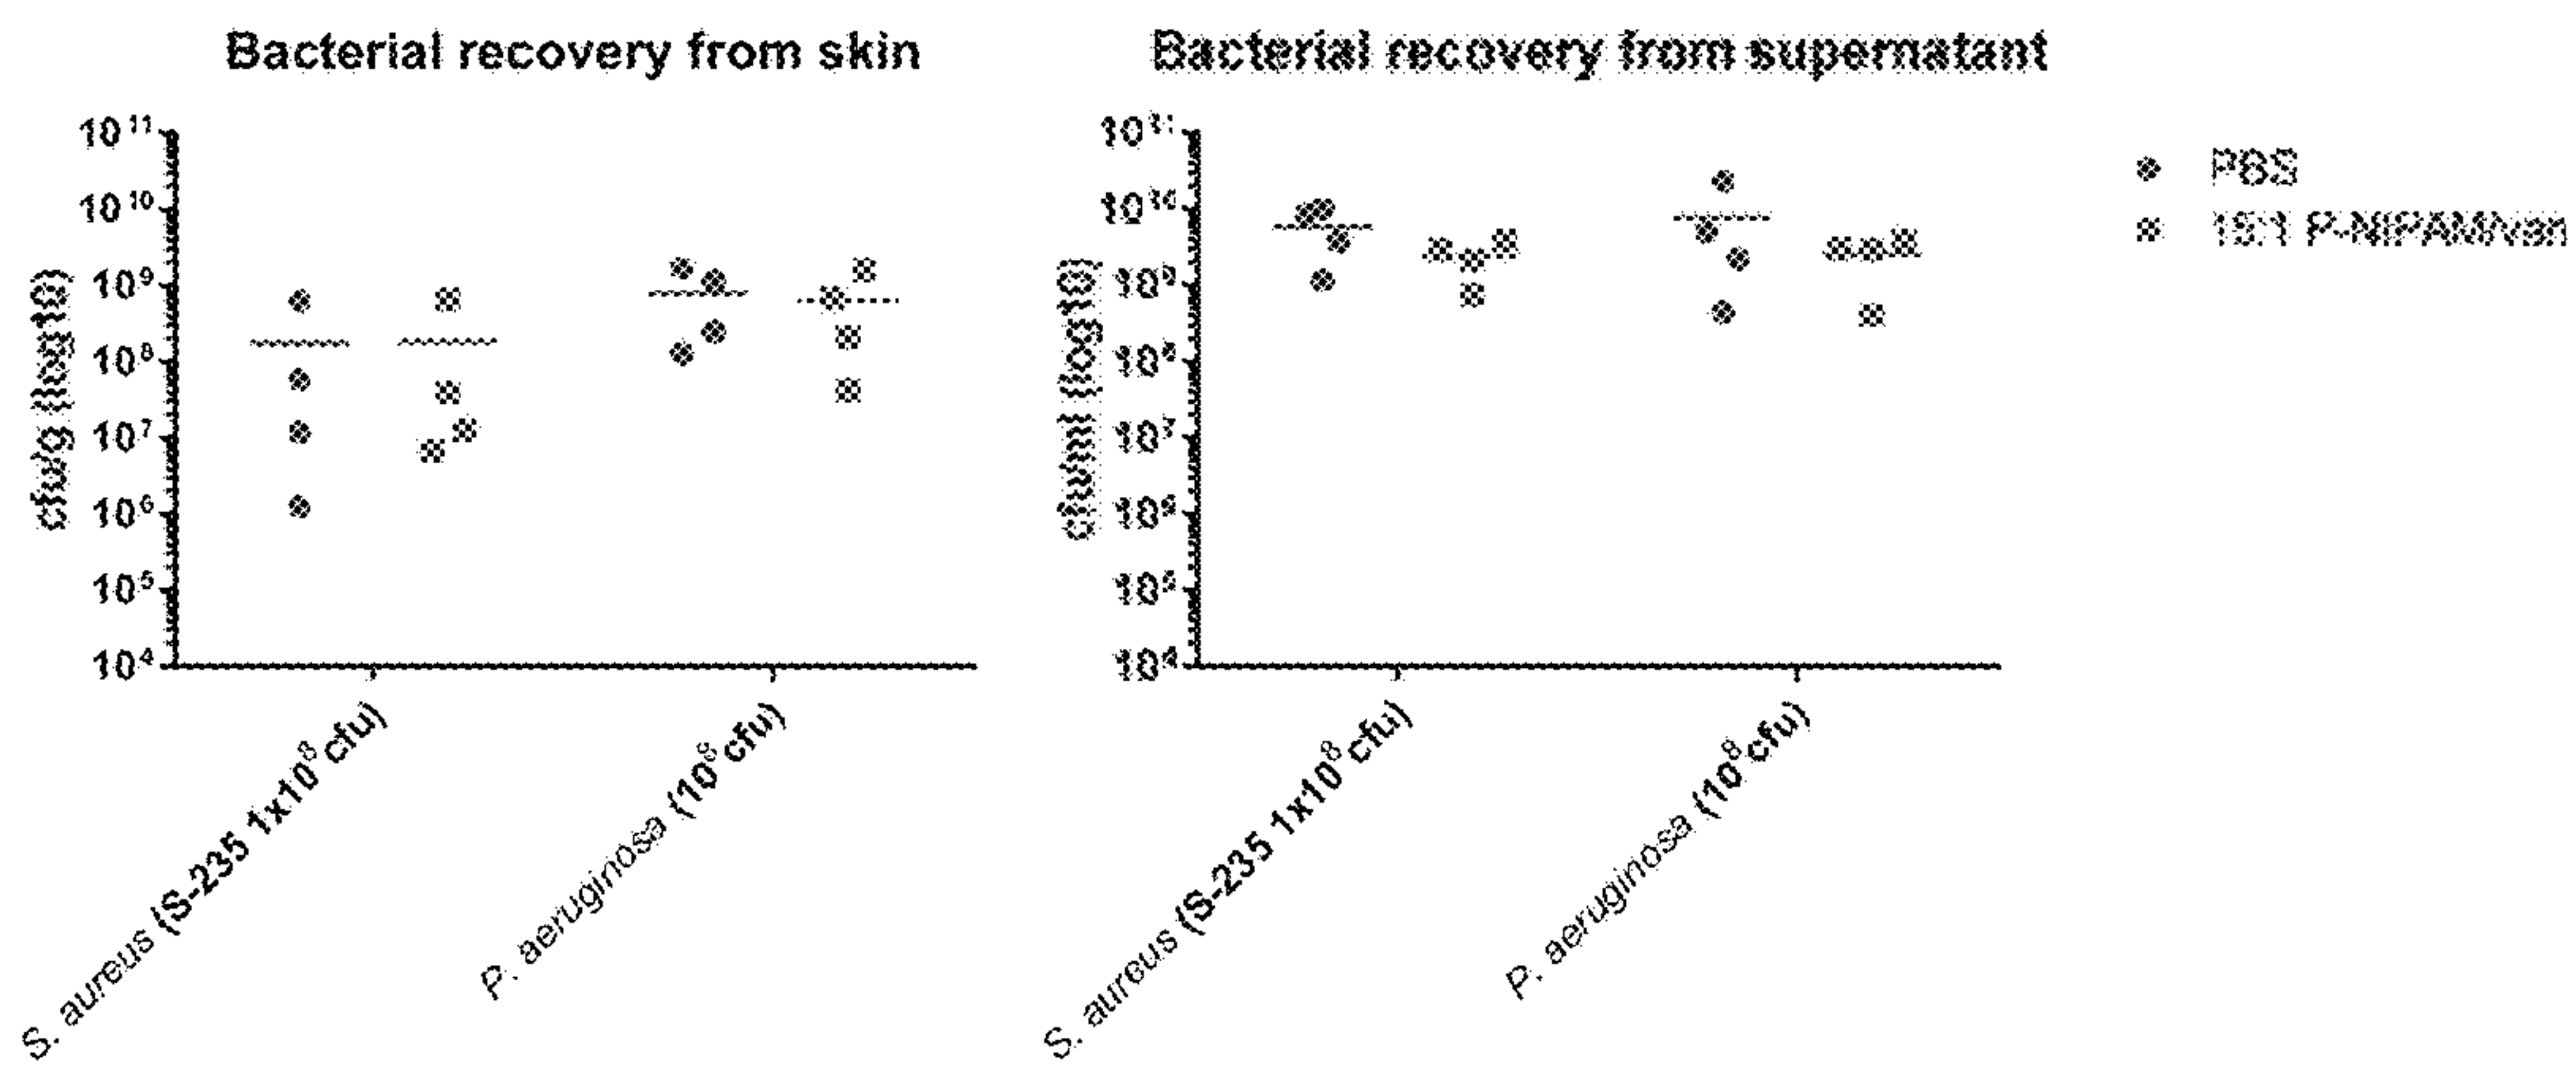 Bacterial recovery from skin
Bacterial recovery from supernatant
cfu/g (log10)
10¹¹
10¹⁰
10⁹
10⁸
10⁷
10⁶
10⁵
10⁴
S. aureus (S-235 1x10⁸ cfu)
P. aeruginosa (10⁸ cfu)
cfu/ml (log10)
10¹¹
10¹⁰
10⁹
10⁸
10⁷
10⁶
10⁵
10⁴
S. aureus (S-235 1x10⁸ cfu)
P. aeruginosa (10⁸ cfu)
PBS
P-NIPAM/van